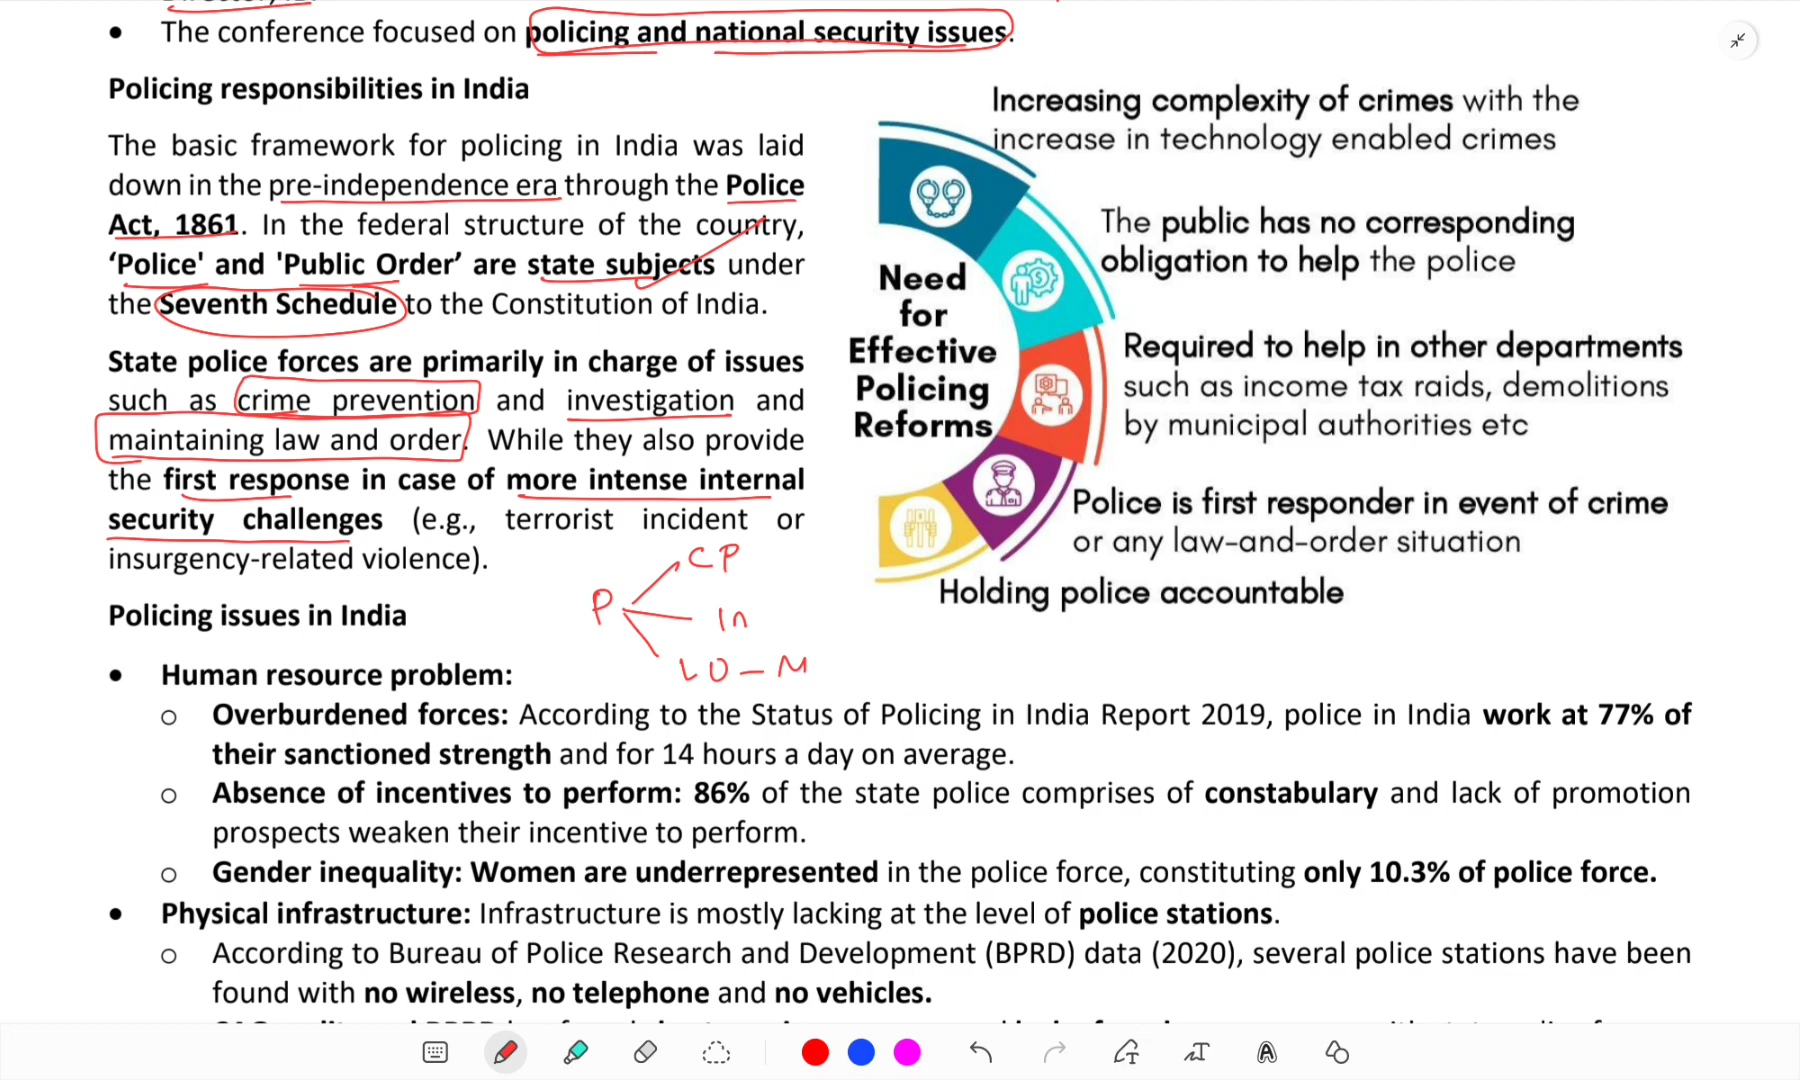 The conference focused on policing and national security issues.
Policing responsibilities in India
The basic framework for policing in India was laid
down in the pre-independence era through the Police
Act, 1861. In the federal structure of the country,
‘Police' and 'Public Order’ are state subjects under
the Seventh Schedule to the Constitution of India.
State police forces are primarily in charge of issues
such as crime prevention and investigation and
maintaining law and order. While they also provide
the first response in case of more intense internal
security challenges (e.g., terrorist incident or
insurgency-related violence).
Need
for
Effective
Policing
Reforms
Increasing complexity of crimes with the
increase in technology enabled crimes
The public has no corresponding
obligation to help the police
Required to help in other departments
such as income tax raids, demolitions
by municipal authorities etc
Police is first responder in event of crime
or any law-and-order situation
Holding police accountable
CP
P
In
LO-M
Policing issues in India
Human resource problem:
Overburdened forces: According to the Status of Policing in India Report 2019, police in India work at 77% of
their sanctioned strength and for 14 hours a day on average.
Absence of incentives to perform: 86% of the state police comprises of constabulary and lack of promotion
prospects weaken their incentive to perform.
Gender inequality: Women are underrepresented in the police force, constituting only 10.3% of police force.
Physical infrastructure: Infrastructure is mostly lacking at the level of police stations.
According to Bureau of Police Research and Development (BPRD) data (2020), several police stations have been
found with no wireless, no telephone and no vehicles.